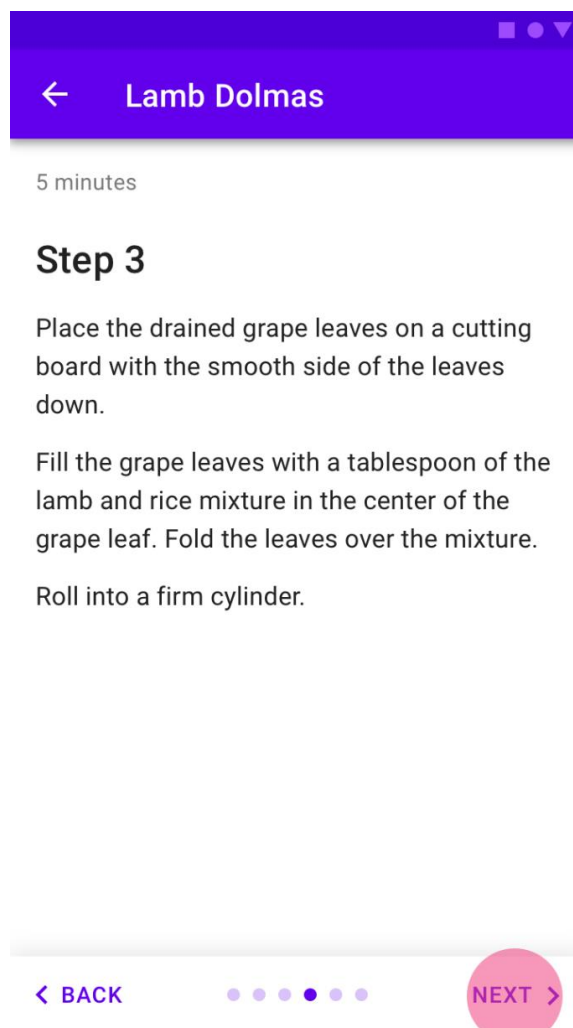 Lamb Dolmas
5 minutes
Step 3
Place the drained grape leaves on a cutting
board with the smooth side of the leaves
down.
Fill the grape leaves with a tablespoon of the
lamb and rice mixture in the center of the
grape leaf. Fold the leaves over the mixture.
Roll into a firm cylinder.
BACK
NEXT